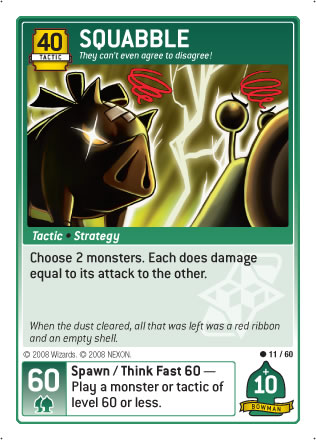 40
TACTIC
SQUABBLE
They can't even agree to disagree!
Tactic • Strategy
Choose 2 monsters. Each does damage
equal to its attack to the other.
When the dust cleared, all that was left was a red ribbon
and an empty shell.
© 2008 Wizards. © 2008 NEXON.
● 11 / 60
60
Spawn / Think Fast 60 —
Play a monster or tactic of
level 60 or less.
+
10
BOWMAN